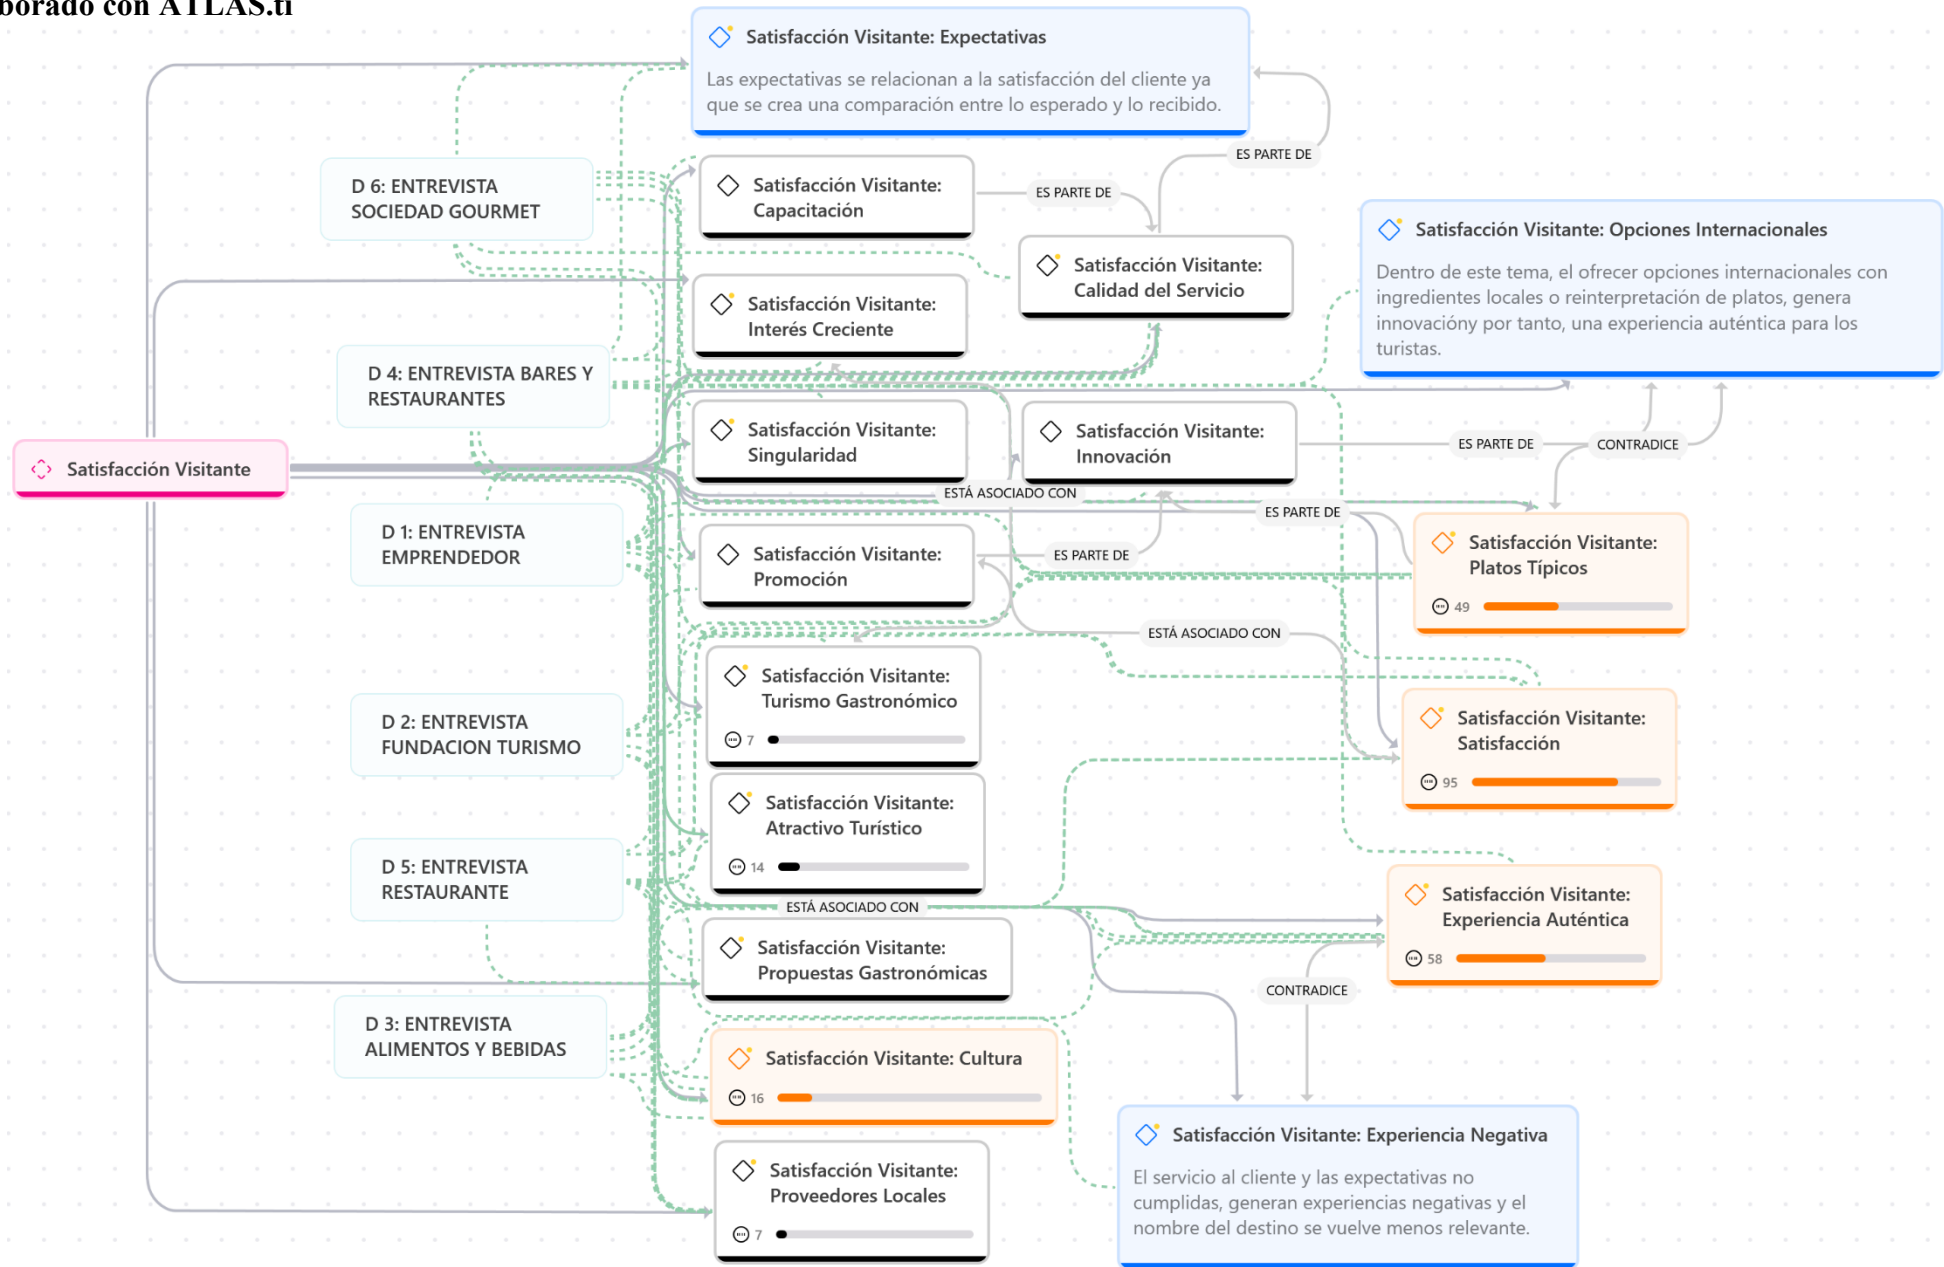 borado con ATLAS.ti
Satisfacción Visitante: Expectativas
Las expectativas se relacionan a la satisfacción del cliente ya
que se crea una comparación entre lo esperado y lo recibido.
ES PARTE DE
D 6: ENTREVISTA
SOCIEDAD GOURMET
Satisfacción Visitante:
Capacitación
ES PARTE DE
Satisfacción Visitante:
Calidad del Servicio
Satisfacción Visitante: Opciones Internacionales
Dentro de este tema, el ofrecer opciones internacionales con
ingredientes locales o reinterpretación de platos, genera
innovacióny por tanto, una experiencia auténtica para los
turistas.
Satisfacción Visitante:
Interés Creciente
D 4: ENTREVISTA BARES Y
RESTAURANTES
Satisfacción Visitante:
Singularidad
Satisfacción Visitante:
Innovación
ES PARTE DE
CONTRADICE
Satisfacción Visitante
ESTÁ ASOCIADO CON
ES PARTE DE
D 1: ENTREVISTA
EMPRENDEDOR
Satisfacción Visitante:
Promoción
ES PARTE DE
Satisfacción Visitante:
Platos Típicos
49
ESTÁ ASOCIADO CON
Satisfacción Visitante:
Turismo Gastronómico
7
D 2: ENTREVISTA
FUNDACION TURISMO
Satisfacción Visitante:
Satisfacción
95
Satisfacción Visitante:
Atractivo Turístico
14
D 5: ENTREVISTA
RESTAURANTE
ESTÁ ASOCIADO CON
Satisfacción Visitante:
Experiencia Auténtica
58
Satisfacción Visitante:
Propuestas Gastronómicas
CONTRADICE
D 3: ENTREVISTA
ALIMENTOS Y BEBIDAS
Satisfacción Visitante: Cultura
16
Satisfacción Visitante: Experiencia Negativa
El servicio al cliente y las expectativas no
cumplidas, generan experiencias negativas y el
nombre del destino se vuelve menos relevante.
Satisfacción Visitante:
Proveedores Locales
7